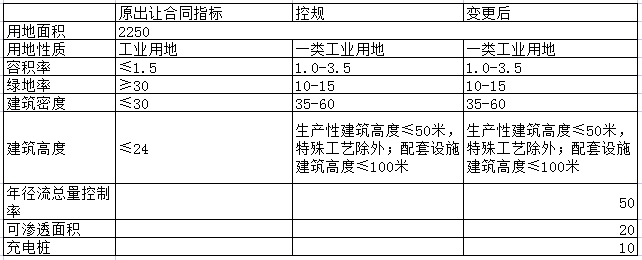 原出让合同指标 控规 变更后
用地面积 2250
用地性质 工业用地 一类工业用地 一类工业用地
容积率 ≤1.5 1.0-3.5 1.0-3.5
绿地率 ≥30 10-15 10-15
建筑密度 ≤30 35-60 35-60
建筑高度 ≤24 生产性建筑高度≤50米,特殊工艺除外;配套设施建筑高度≤100米 生产性建筑高度≤50米,特殊工艺除外;配套设施建筑高度≤100米
年径流总量控制率 50
可渗透面积 20
充电桩 10